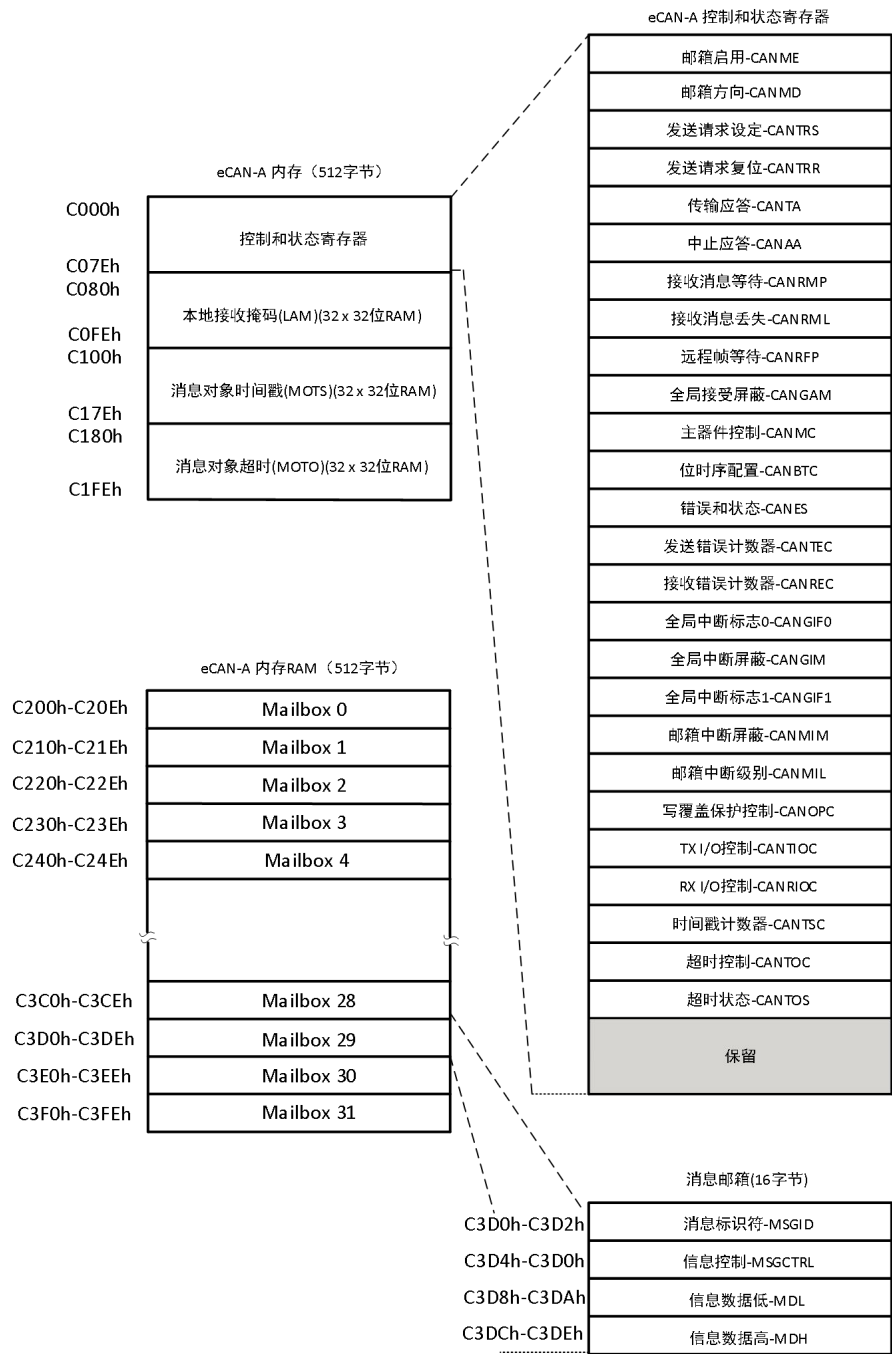 eCAN-A 控制和状态寄存器
邮箱启用-CANME
邮箱方向-CANMD
发送请求设定-CANTRS
发送请求复位-CANTRR
传输应答-CANTA
中止应答-CANAA
接收消息等待-CANRMP
接收消息丢失-CANRML
远程帧等待-CANRFP
全局接受屏蔽-CANGAM
主器件控制-CANMC
位时序配置-CANBTC
错误和状态-CANES
发送错误计数器-CANTEC
接收错误计数器-CANREC
全局中断标志0-CANGIF0
全局中断屏蔽-CANGIM
全局中断标志1-CANGIF1
邮箱中断屏蔽-CANMIM
邮箱中断级别-CANMIL
写覆盖保护控制-CANOPC
TX I/O控制-CANTIOC
RX I/O控制-CANRIOC
时间戳计数器-CANTSC
超时控制-CANTOC
超时状态-CANTOS
保留
eCAN-A 内存（512字节）
C000h
控制和状态寄存器
C07Eh
C080h
本地接收掩码(LAM)(32 x 32位RAM)
C0FEh
C100h
消息对象时间戳(MOTS)(32 x 32位RAM)
C17Eh
C180h
消息对象超时(MOTO)(32 x 32位RAM)
C1FEh
eCAN-A 内存RAM（512字节）
C200h-C20Eh Mailbox 0
C210h-C21Eh Mailbox 1
C220h-C22Eh Mailbox 2
C230h-C23Eh Mailbox 3
C240h-C24Eh Mailbox 4
C3C0h-C3CEh Mailbox 28
C3D0h-C3DEh Mailbox 29
C3E0h-C3EEh Mailbox 30
C3F0h-C3FEh Mailbox 31
消息邮箱(16字节)
C3D0h-C3D2h 消息标识符-MSGID
C3D4h-C3D0h 信息控制-MSGCTRL
C3D8h-C3DAh 信息数据低-MDL
C3DCh-C3DEh 信息数据高-MDH